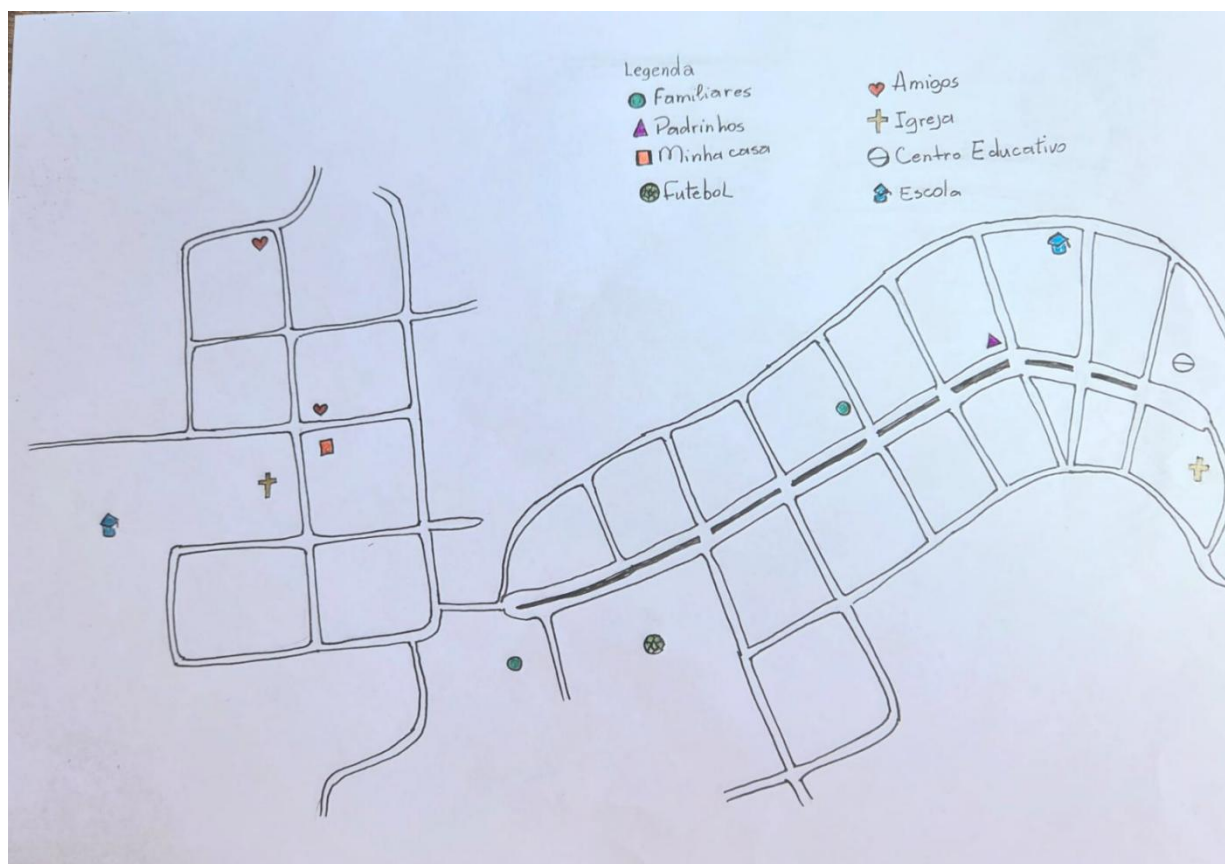 Legenda
Familiares
Padrinhos
Minha casa
Futebol
Amigos
Igreja
Centro Educativo
Escola